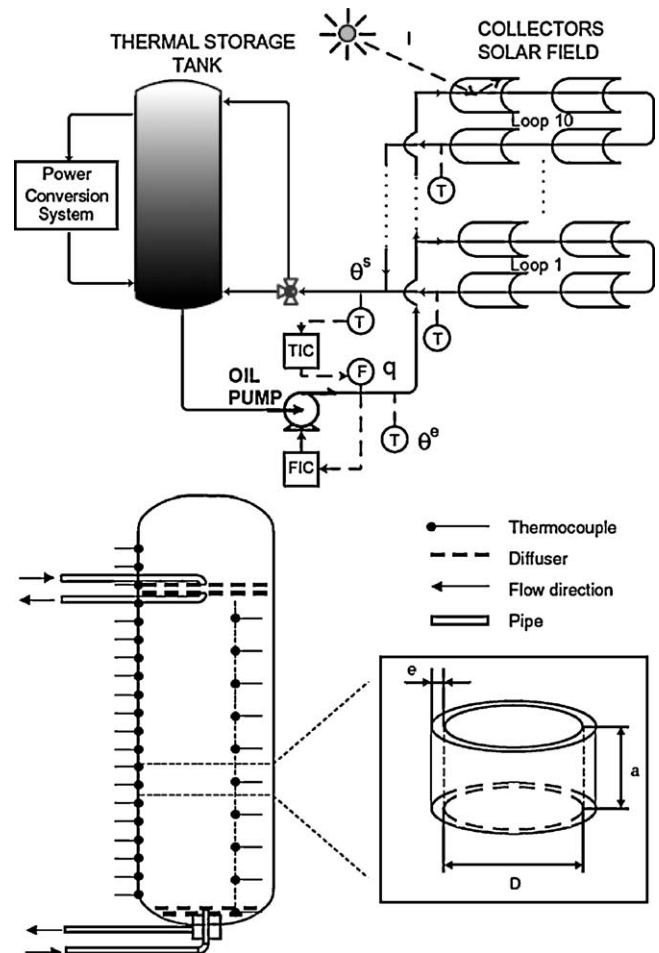 THERMAL STORAGE
TANK
I
COLLECTORS
SOLAR FIELD
Loop 10
Power
Conversion
System
T
Loop 1
θˢ
T
T
TIC
F
q
OIL
PUMP
T
θᵉ
FIC
Thermocouple
Diffuser
Flow direction
Pipe
e
a
D